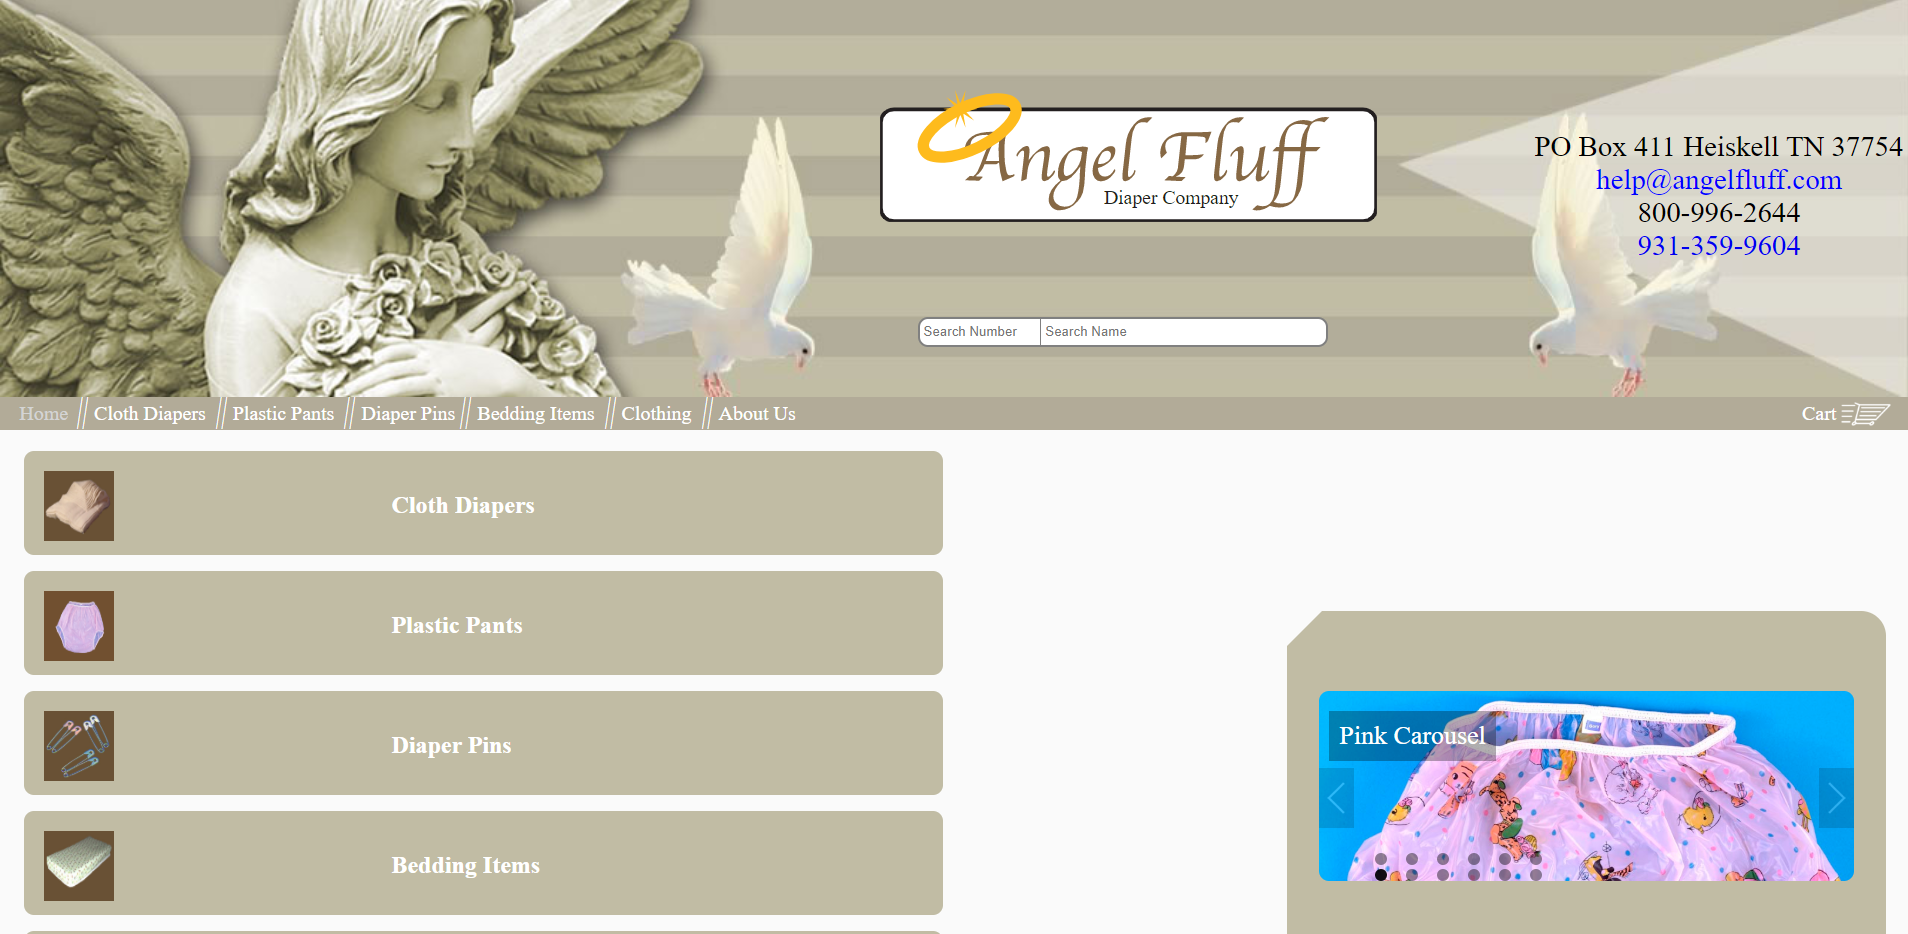 Angel Fluff
Diaper Company
PO Box 411 Heiskell TN 37754
help@angelfluff.com
800-996-2644
931-359-9604
Search Number
Search Name
Home
Cloth Diapers
Plastic Pants
Diaper Pins
Bedding Items
Clothing
About Us
Cart
Cloth Diapers
Plastic Pants
Diaper Pins
Bedding Items
Pink Carousel